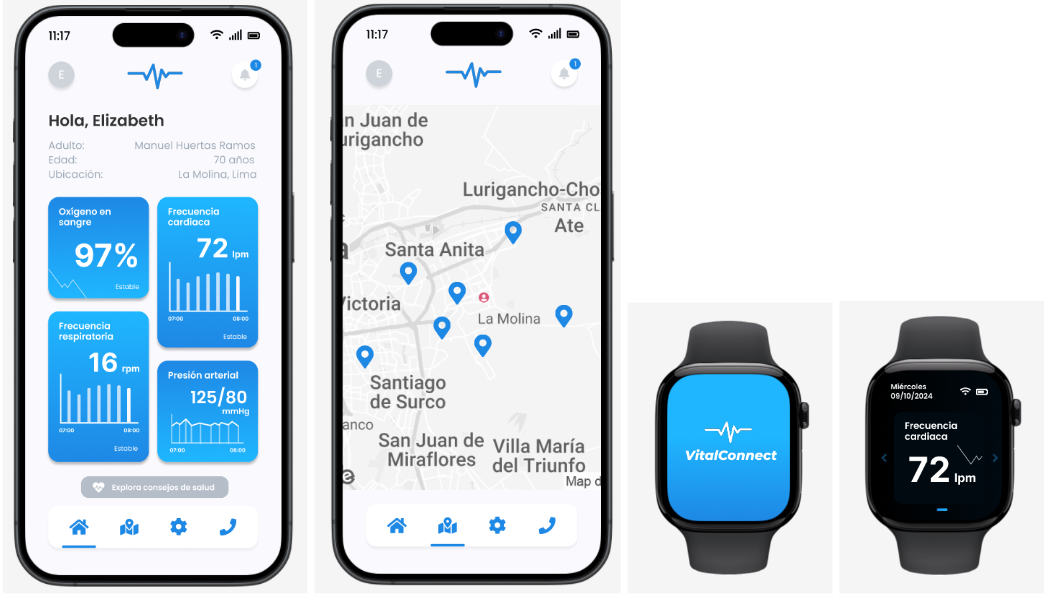 11:17
E
1
Hola, Elizabeth
Adulto: Manuel Huertas Ramos
Edad: 70 años
Ubicación: La Molina, Lima
Oxígeno en
sangre
97%
Estable
Frecuencia
cardiaca
72 lpm
07:00 08:00
Estable
Frecuencia
respiratoria
16 rpm
07:00 08:00
Estable
Presión arterial
125/80
mmHg
07:00 08:00
Explora consejos de salud
11:17
E
1
n Juan de
urigancho
Lurigancho-Cho
SANTA CL
Ate
Santa Anita
a
Victoria
La Molina
Santiago
de Surco
anco
San Juan de
Miraflores
Villa María
del Triunfo
e
Map d
VitalConnect
Miércoles
09/10/2024
Frecuencia
cardiaca
72 lpm